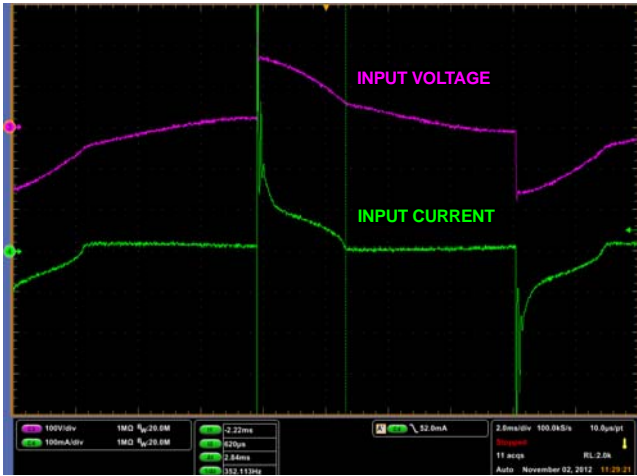 INPUT VOLTAGE
INPUT CURRENT
100V/div 1MΩ BW:20.0M
100mA/div 1MΩ BW:20.0M
-2.22ms
620µs
2.84ms
352.113Hz
52.0mA
2.0ms/div 100.0kS/s 10.0µs/pt
Stopped
11 acqs RL:2.0k
Auto November 02, 2012 11:29:21